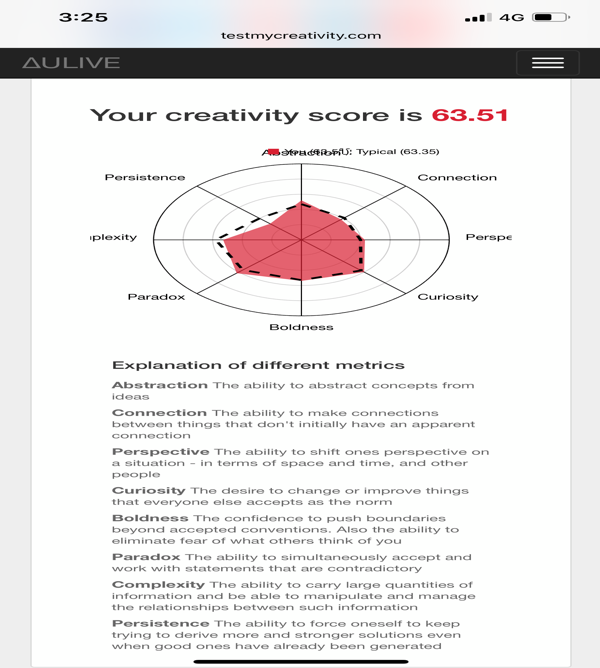 3:25
4G
testmycreativity.com
AULIVE
Your creativity score is 63.51
Typical (63.35)
Persistence
Connection
plexity
Perspe
Paradox
Curiosity
Boldness
Explanation of different metrics
Abstraction The ability to abstract concepts from
ideas
Connection The ability to make connections
between things that don't initially have an apparent
connection
Perspective The ability to shift ones perspective on
a situation - in terms of space and time, and other
people
Curiosity The desire to change or improve things
that everyone else accepts as the norm
Boldness The confidence to push boundaries
beyond accepted conventions. Also the ability to
eliminate fear of what others think of you
Paradox The ability to simultaneously accept and
work with statements that are contradictory
Complexity The ability to carry large quantities of
information and be able to manipulate and manage
the relationships between such information
Persistence The ability to force oneself to keep
trying to derive more and stronger solutions even
when good ones have already been generated